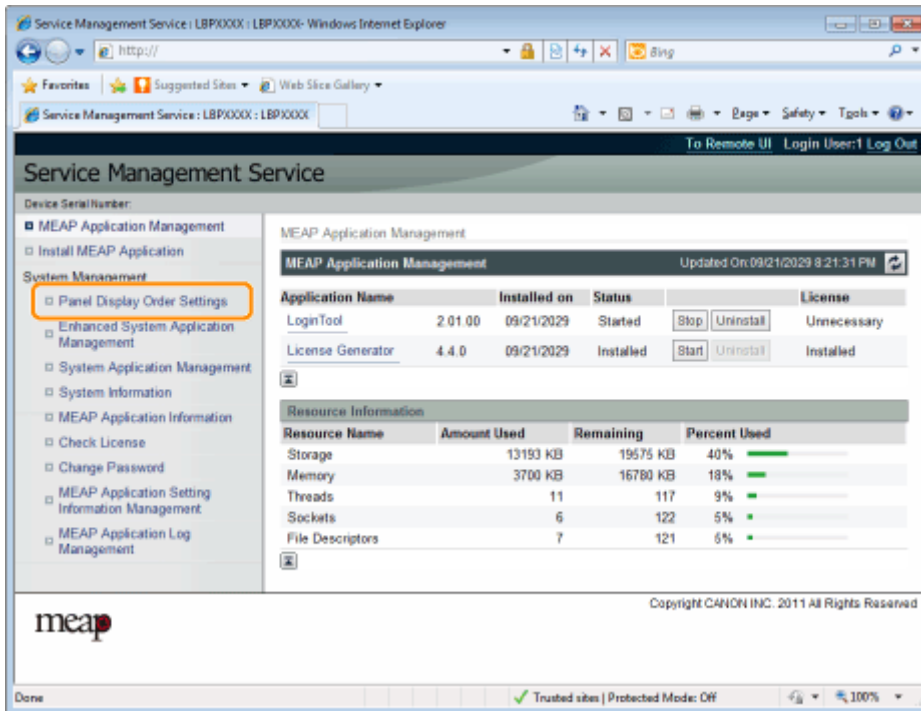 Service Management Service : LBPXXXX : LBPXXXX- Windows Internet Explorer
http://
Bing
Favorites Suggested Sites Web Slice Gallery
Service Management Service : LBPXXXX : LBPXXXX
Page Safety Tools
To Remote UI Login User:1 Log Out
Service Management Service
Device Serial Number:
MEAP Application Management
Install MEAP Application
System Management
Panel Display Order Settings
Enhanced System Application
Management
System Application Management
System Information
MEAP Application Information
Check License
Change Password
MEAP Application Setting
Information Management
MEAP Application Log
Management
MEAP Application Management
MEAP Application Management Updated On:09/21/2029 8:21:31 PM
Application Name Installed on Status License
LoginTool 2.01.00 09/21/2029 Started Stop Uninstall Unnecessary
License Generator 4.4.0 09/21/2029 Installed Start Uninstall Installed
Resource Information
Resource Name Amount Used Remaining Percent Used
Storage 13193 KB 19575 KB 40%
Memory 3700 KB 16780 KB 18%
Threads 11 117 9%
Sockets 6 122 5%
File Descriptors 7 121 6%
Copyright CANON INC. 2011 All Rights Reserved
meap
Done Trusted sites | Protected Mode: Off 100%